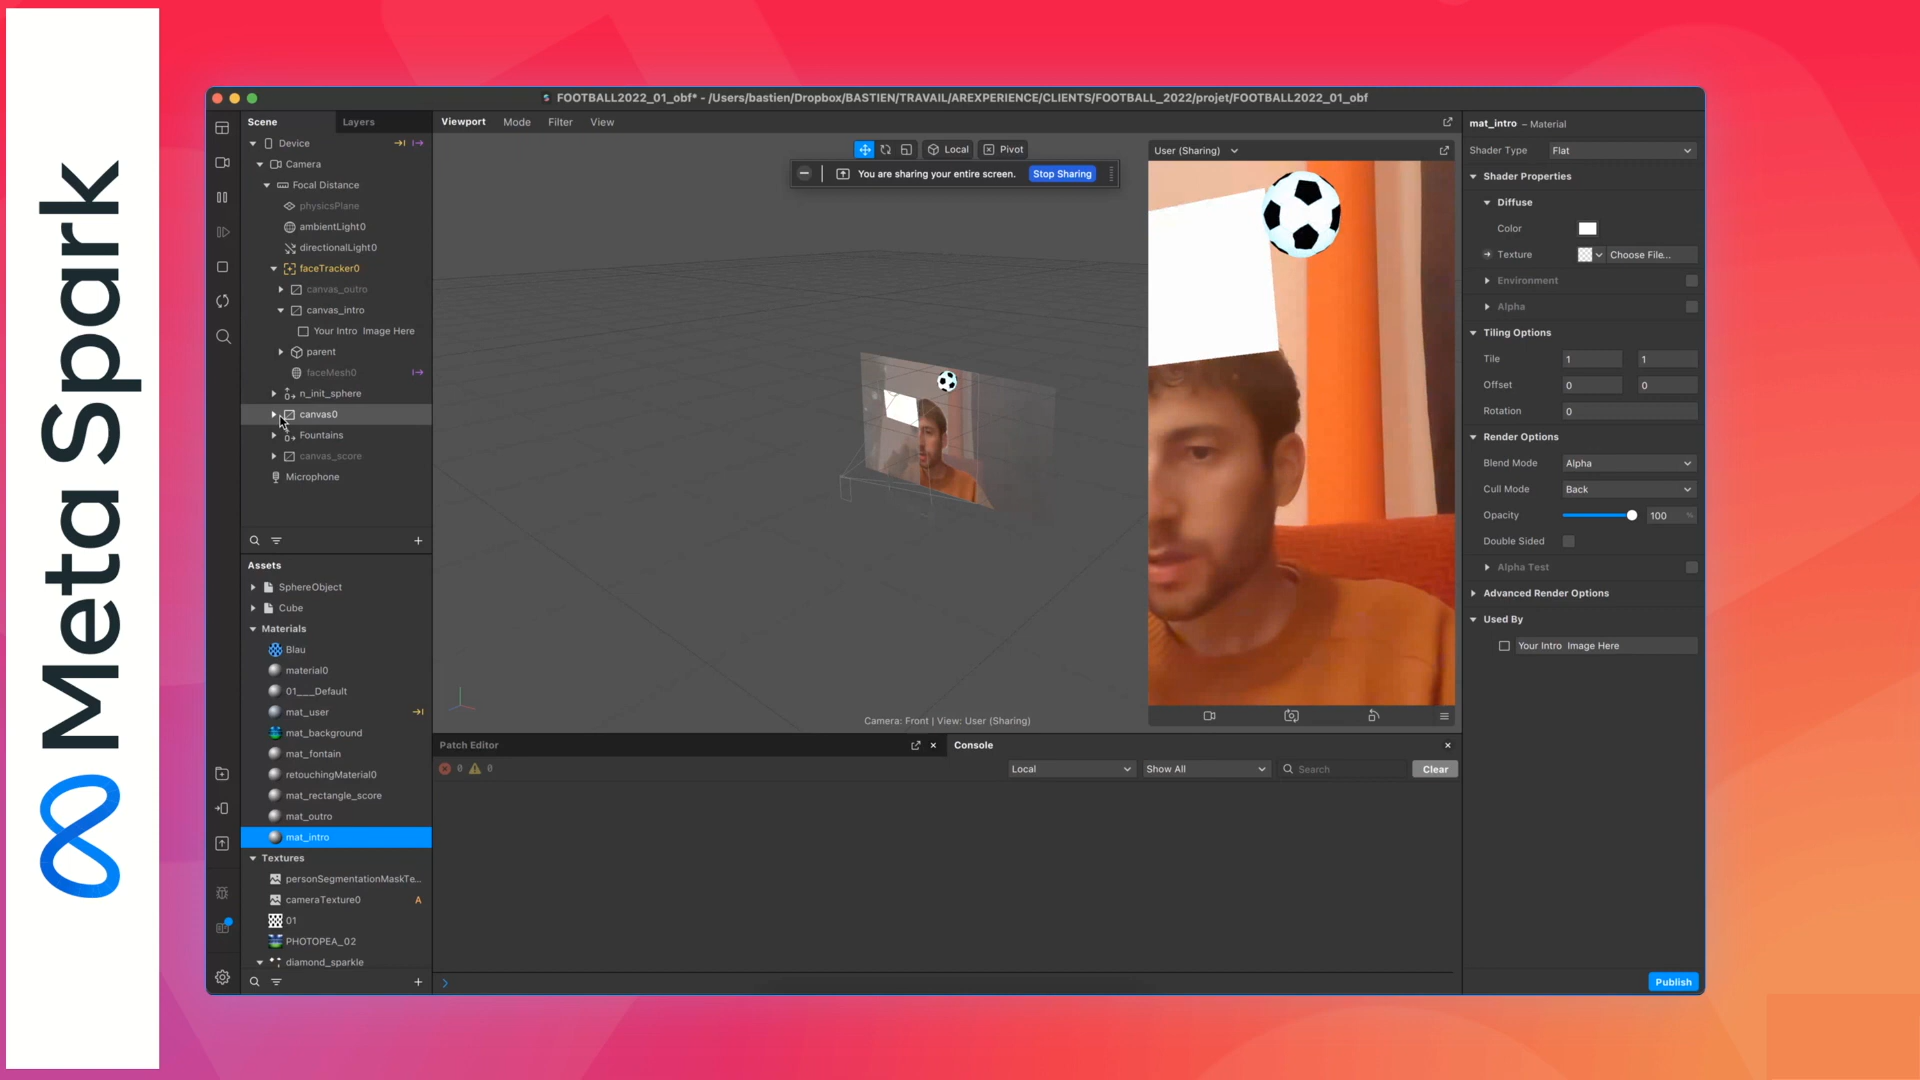 Meta Spark
FOOTBALL2022_01_obf* - /Users/bastien/Dropbox/BASTIEN/TRAVAIL/AREXPERIENCE/CLIENTS/FOOTBALL_2022/projet/FOOTBALL2022_01_obf
Scene
Layers
Device
Camera
Focal Distance
physicsPlane
ambientLight0
directionalLight0
faceTracker0
canvas_outro
canvas_intro
Your Intro Image Here
parent
faceMesh0
n_init_sphere
canvas0
Fountains
canvas_score
Microphone
Assets
SphereObject
Cube
Materials
Blau
material0
01___Default
mat_user
mat_background
mat_fontain
retouchingMaterial0
mat_rectangle_score
mat_outro
mat_intro
Textures
personSegmentationMaskTe...
cameraTexture0 A
01
PHOTOPEA_02
diamond_sparkle
Viewport Mode Filter View
Local Pivot
You are sharing your entire screen. Stop Sharing
User (Sharing)
Camera: Front | View: User (Sharing)
Patch Editor
Console
0 0
Local
Show All
Search
Clear
mat_intro – Material
Shader Type Flat
Shader Properties
Diffuse
Color
Texture Choose File...
Environment
Alpha
Tiling Options
Tile 1 1
Offset 0 0
Rotation 0
Render Options
Blend Mode Alpha
Cull Mode Back
Opacity 100 %
Double Sided
Alpha Test
Advanced Render Options
Used By
Your Intro Image Here
Publish